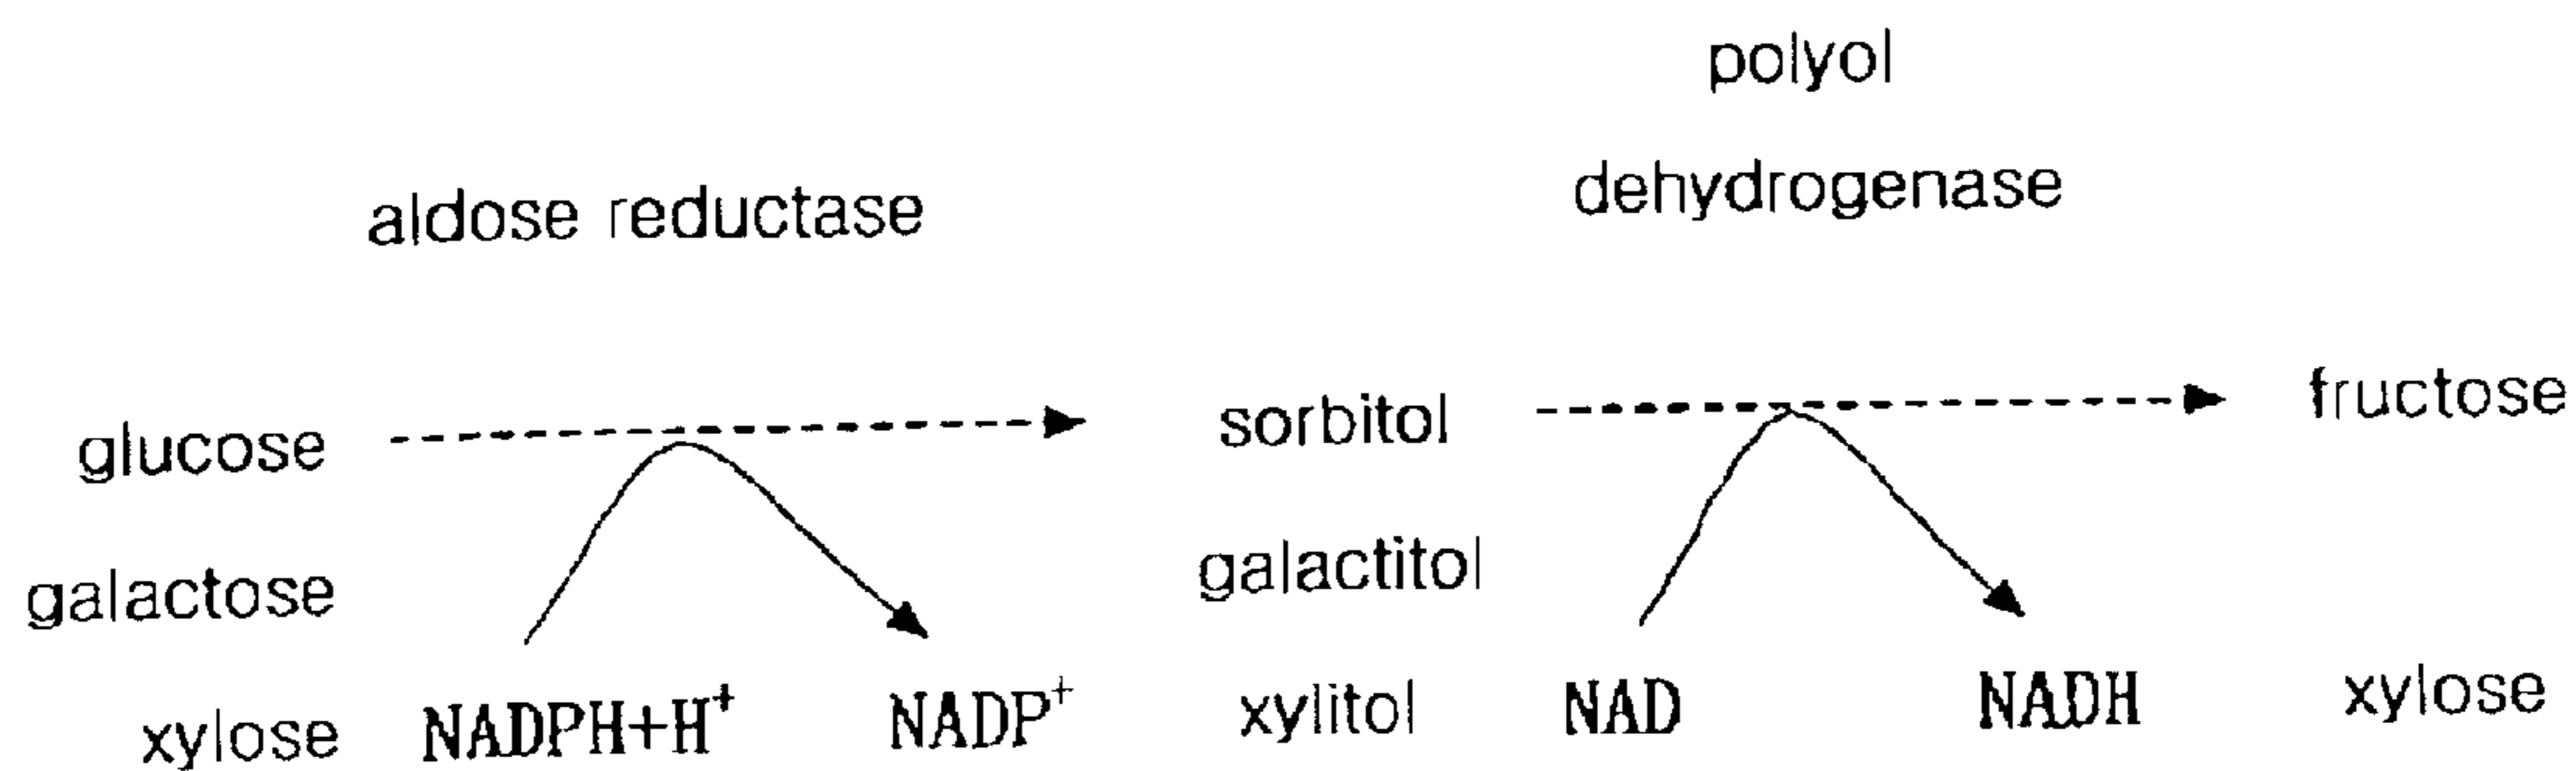 polyol
aldose reductase dehydrogenase
glucose sorbitol fructose
galactose galactitol
xylose NADPH+H⁺ NADP⁺ xylitol NAD NADH xylose